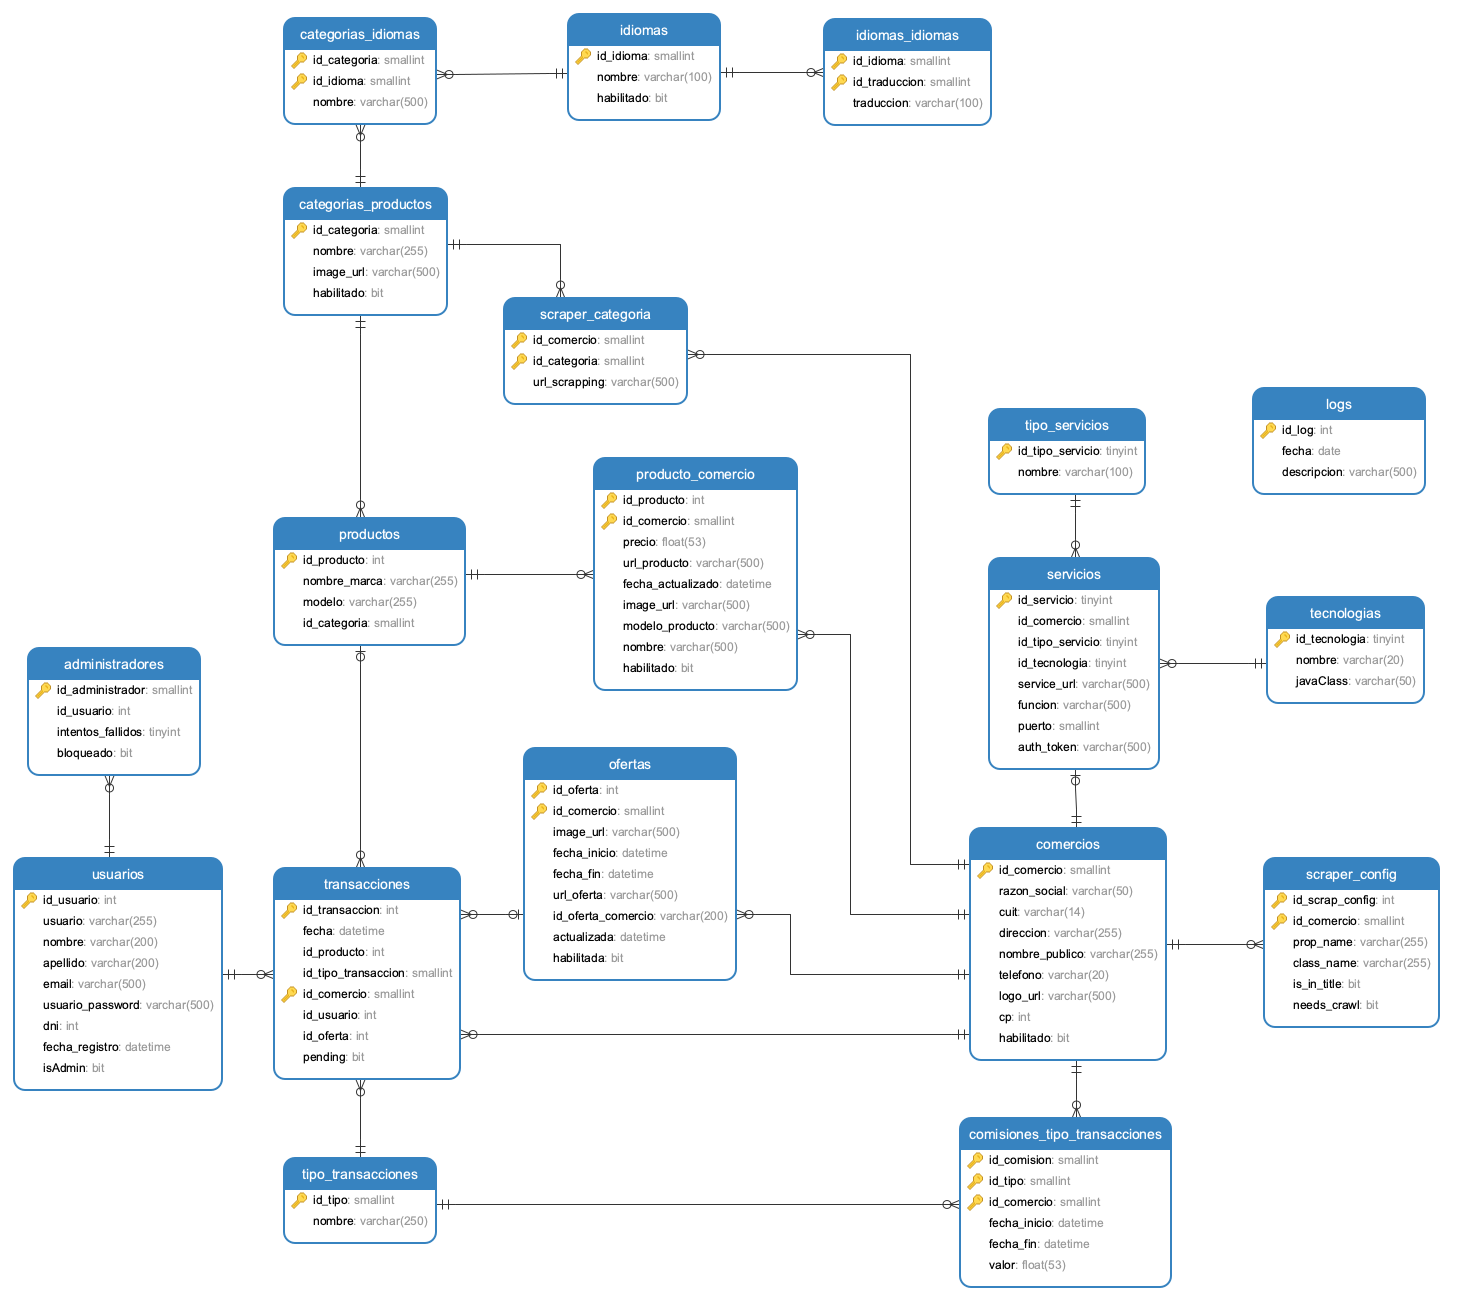 categorias_idiomas
id_categoria: smallint
id_idioma: smallint
nombre: varchar(500)
idiomas
id_idioma: smallint
nombre: varchar(100)
habilitado: bit
idiomas_idiomas
id_idioma: smallint
id_traduccion: smallint
traduccion: varchar(100)
categorias_productos
id_categoria: smallint
nombre: varchar(255)
image_url: varchar(500)
habilitado: bit
scraper_categoria
id_comercio: smallint
id_categoria: smallint
url_scrapping: varchar(500)
logs
id_log: int
fecha: date
descripcion: varchar(500)
tipo_servicios
id_tipo_servicio: tinyint
nombre: varchar(100)
producto_comercio
id_producto: int
id_comercio: smallint
precio: float(53)
url_producto: varchar(500)
fecha_actualizado: datetime
image_url: varchar(500)
modelo_producto: varchar(500)
nombre: varchar(500)
habilitado: bit
productos
id_producto: int
nombre_marca: varchar(255)
modelo: varchar(255)
id_categoria: smallint
servicios
id_servicio: tinyint
id_comercio: smallint
id_tipo_servicio: tinyint
id_tecnologia: tinyint
service_url: varchar(500)
funcion: varchar(500)
puerto: smallint
auth_token: varchar(500)
tecnologias
id_tecnologia: tinyint
nombre: varchar(20)
javaClass: varchar(50)
administradores
id_administrador: smallint
id_usuario: int
intentos_fallidos: tinyint
bloqueado: bit
ofertas
id_oferta: int
id_comercio: smallint
image_url: varchar(500)
fecha_inicio: datetime
fecha_fin: datetime
url_oferta: varchar(500)
id_oferta_comercio: varchar(200)
actualizada: datetime
habilitada: bit
usuarios
id_usuario: int
usuario: varchar(255)
nombre: varchar(200)
apellido: varchar(200)
email: varchar(500)
usuario_password: varchar(500)
dni: int
fecha_registro: datetime
isAdmin: bit
transacciones
id_transaccion: int
fecha: datetime
id_producto: int
id_tipo_transaccion: smallint
id_comercio: smallint
id_usuario: int
id_oferta: int
pending: bit
comercios
id_comercio: smallint
razon_social: varchar(50)
cuit: varchar(14)
direccion: varchar(255)
nombre_publico: varchar(255)
telefono: varchar(20)
logo_url: varchar(500)
cp: int
habilitado: bit
scraper_config
id_scrap_config: int
id_comercio: smallint
prop_name: varchar(255)
class_name: varchar(255)
is_in_title: bit
needs_crawl: bit
tipo_transacciones
id_tipo: smallint
nombre: varchar(250)
comisiones_tipo_transacciones
id_comision: smallint
id_tipo: smallint
id_comercio: smallint
fecha_inicio: datetime
fecha_fin: datetime
valor: float(53)